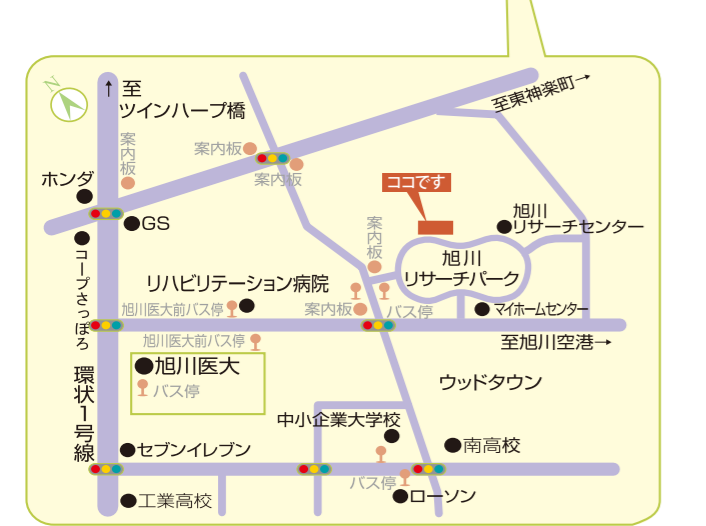 N
↑至
ツインハープ橋
至東神楽町→
案内板
案内板
案内板
ホンダ
GS
ココです
旭川
リサーチセンター
案内板
コープさっぽろ
旭川
リサーチパーク
リハビリテーション病院
旭川医大前バス停
案内板
バス停
マイホームセンター
旭川医大前バス停
至旭川空港→
旭川医大
バス停
環状1号線
ウッドタウン
中小企業大学校
セブンイレブン
南高校
バス停
工業高校
ローソン